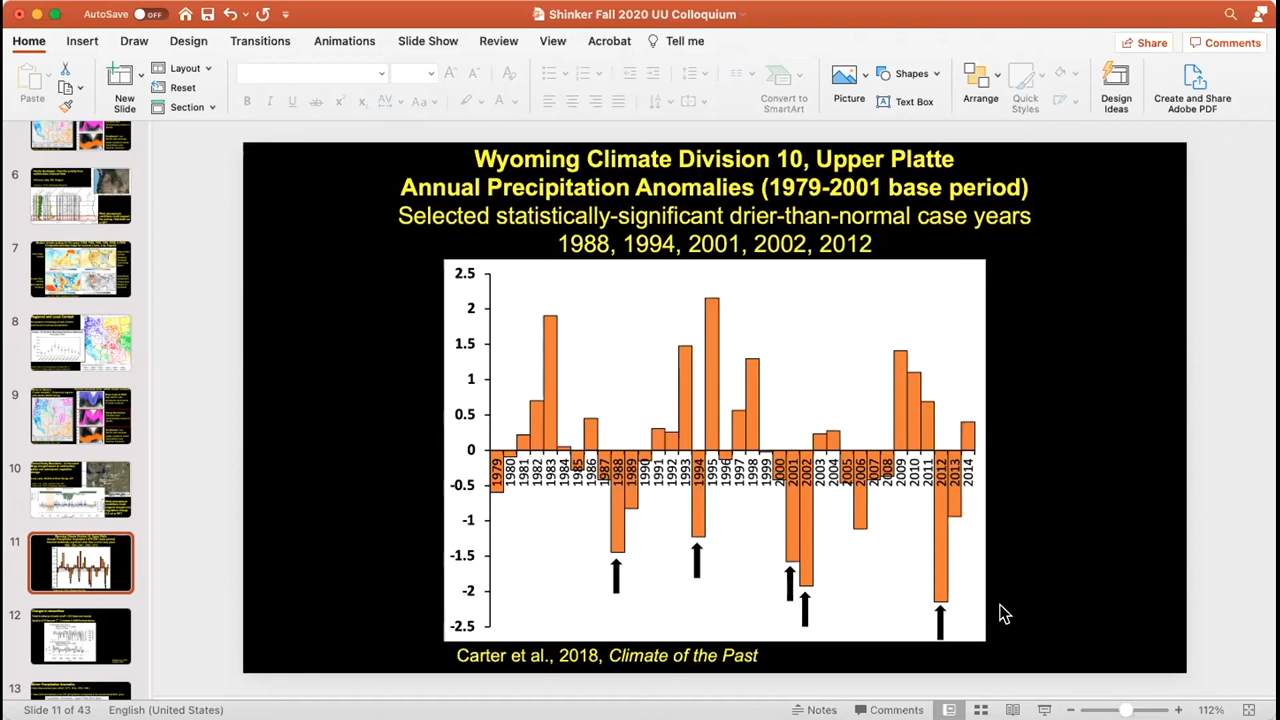 AutoSave OFF
Shinker Fall 2020 UU Colloquium
Home Insert Draw Design Transitions Animations Slide Show Review View Acrobat Tell me
Share Comments
Paste
New Slide
Layout
Reset
Section
Convert to SmartArt
Picture
Shapes
Text Box
Arrange
Quick Styles
Design Ideas
Create and Share Adobe PDF
6
7
8
Regional and Local Context
9
10
11
12
13
Wyoming Climate Division 10, Upper Platte
Annual Precipitation Anomalies (1979-2001 base period)
Selected statistically-significant drier-than-normal case years
1988, 1994, 2001, 2002, 2012
2.5
2
1.5
1
0.5
0
-0.5
-1
-1.5
-2
-2.5
1979 1980 1981 1982 1983 1984 1985 1986 1987 1988 1989 1990 1991 1992 1993 1994 1995 1996 1997 1998 1999 2000 2001 2002 2003 2004 2005 2006 2007 2008 2009 2010 2011 2012 2013 2014
Carter et al., 2018, Climate of the Past
Slide 11 of 43 English (United States) Notes Comments 112%